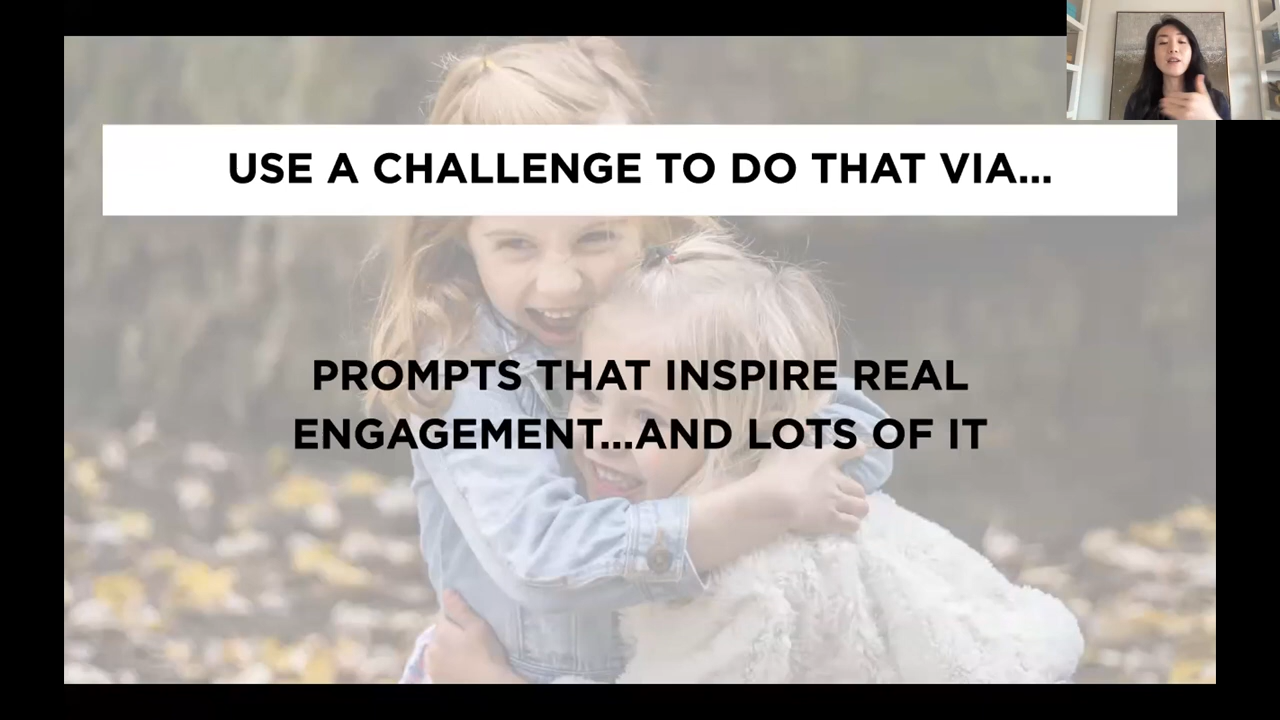 USE A CHALLENGE TO DO THAT VIA...
PROMPTS THAT INSPIRE REAL
ENGAGEMENT...AND LOTS OF IT